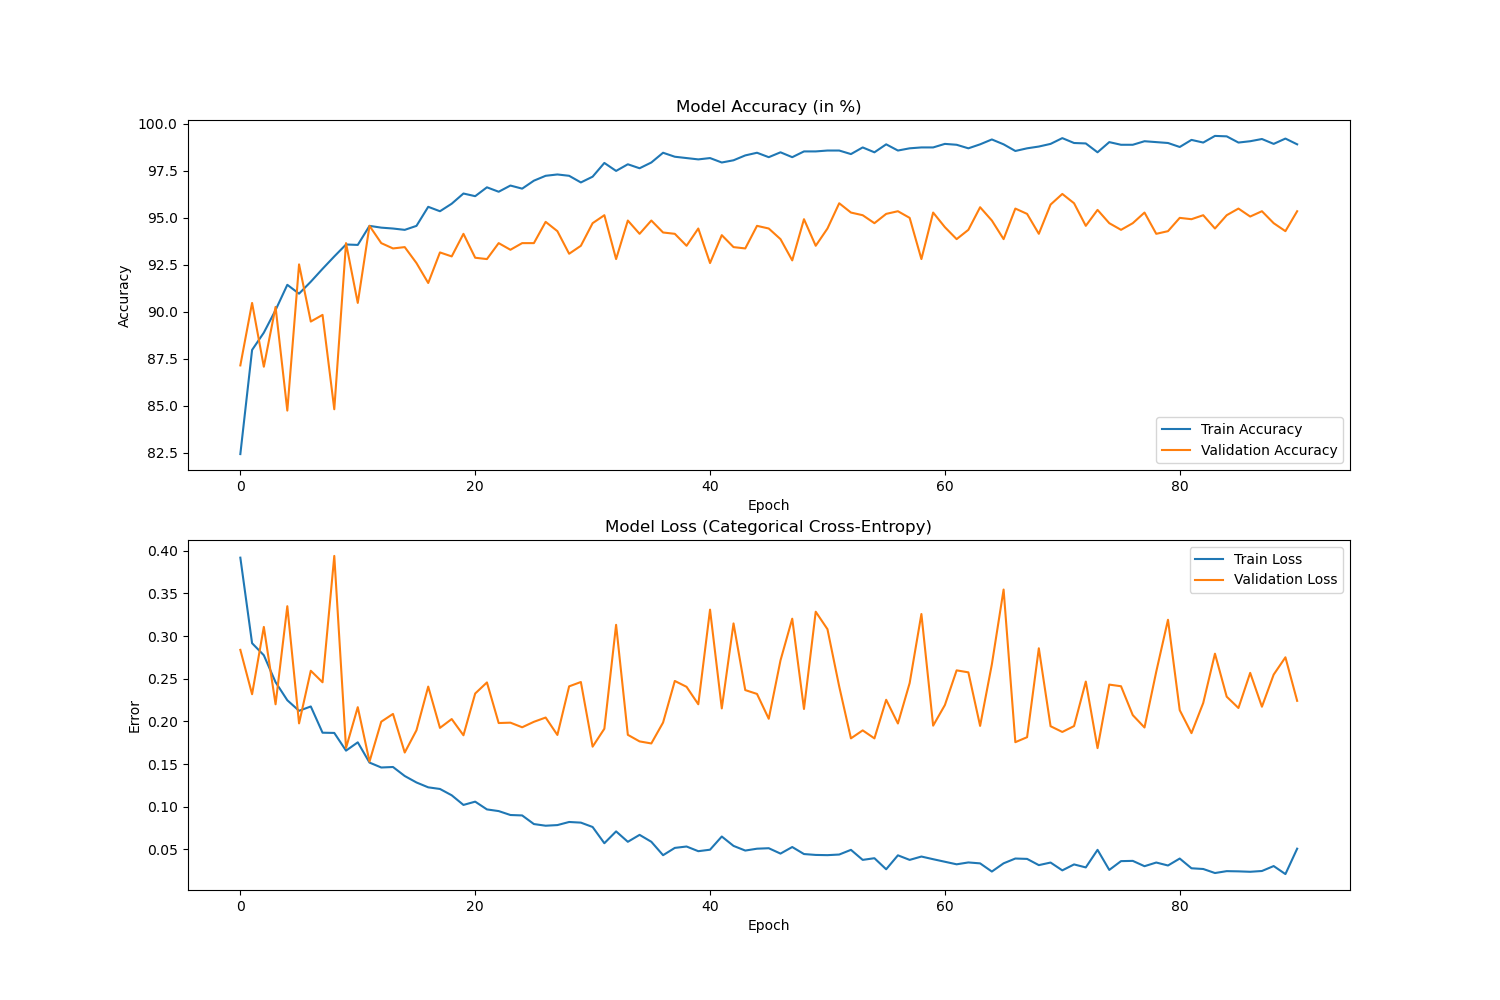 Model Accuracy (in %)
100.0
97.5
95.0
92.5
90.0
87.5
85.0
82.5
Accuracy
0 20 40 60 80
Epoch
Train Accuracy
Validation Accuracy
Model Loss (Categorical Cross-Entropy)
0.40
0.35
0.30
0.25
0.20
0.15
0.10
0.05
Error
0 20 40 60 80
Epoch
Train Loss
Validation Loss